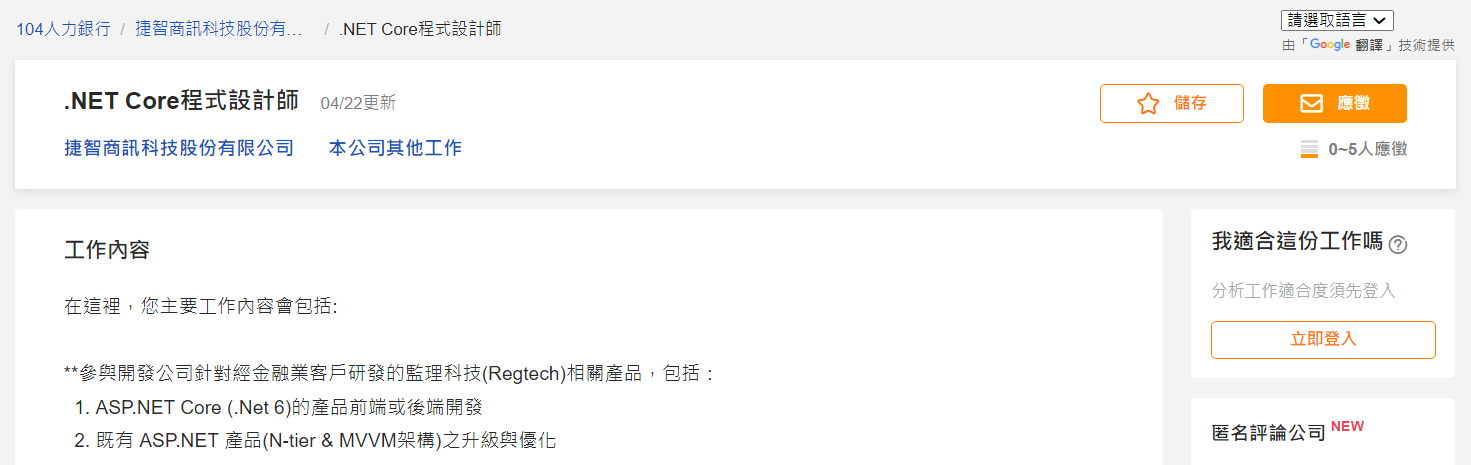 104人力銀行 / 捷智商訊科技股份有... / .NET Core程式設計師
請選取語言
由「Google 翻譯」技術提供
.NET Core程式設計師 04/22更新
儲存
應徵
捷智商訊科技股份有限公司 本公司其他工作
0~5人應徵
工作內容
在這裡，您主要工作內容會包括:
**參與開發公司針對經金融業客戶研發的監理科技(Regtech)相關產品，包括：
1. ASP.NET Core (.Net 6)的產品前端或後端開發
2. 既有 ASP.NET 產品(N-tier & MVVM架構)之升級與優化
我適合這份工作嗎 ?
分析工作適合度須先登入
立即登入
匿名評論公司 NEW